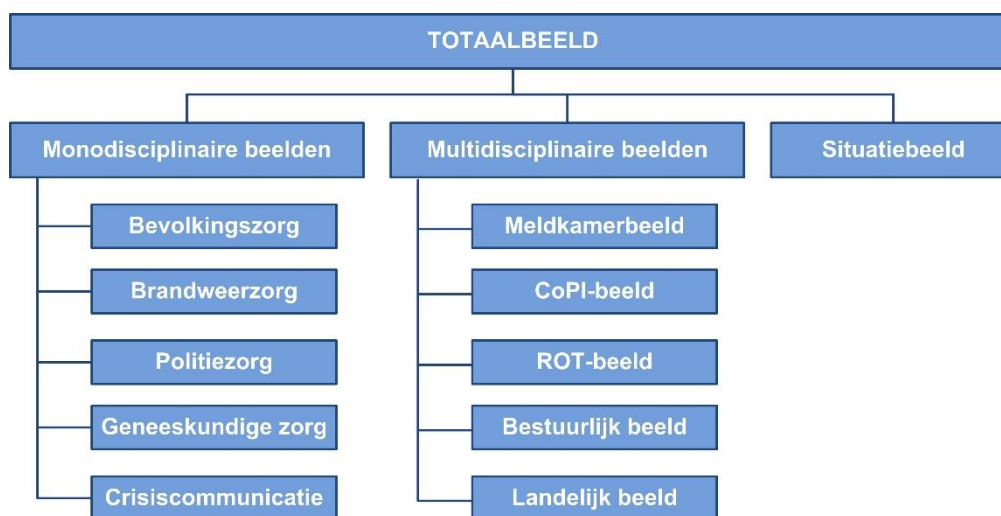 TOTAALBEELD
Monodisciplinaire beelden
Multidisciplinaire beelden
Situatiebeeld
Bevolkingszorg
Brandweerzorg
Politiezorg
Geneeskundige zorg
Crisiscommunicatie
Meldkamerbeeld
CoPI-beeld
ROT-beeld
Bestuurlijk beeld
Landelijk beeld